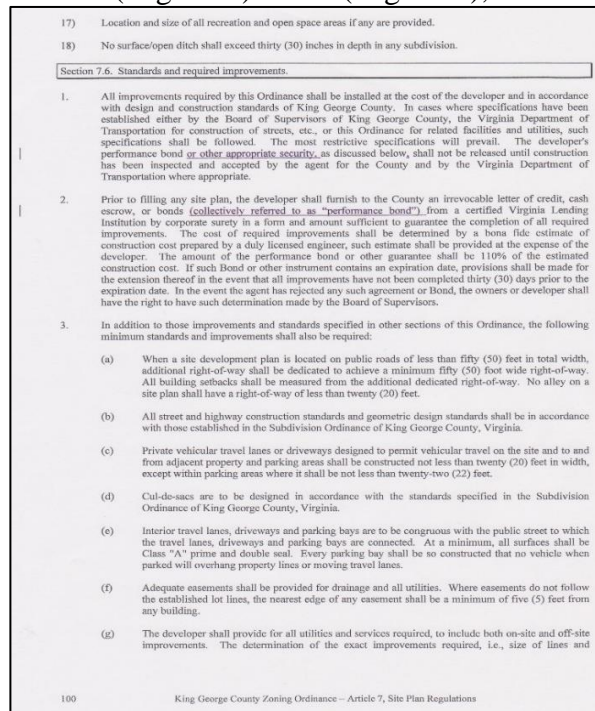 17) Location and size of all recreation and open space areas if any are provided.
18) No surface/open ditch shall exceed thirty (30) inches in depth in any subdivision.
Section 7.6. Standards and required improvements.
1. All improvements required by this Ordinance shall be installed at the cost of the developer and in accordance
with design and construction standards of King George County. In cases where specifications have been
established either by the Board of Supervisors of King George County, the Virginia Department of
Transportation for construction of streets, etc., or this Ordinance for related facilities and utilities, such
specifications shall be followed. The most restrictive specifications will prevail. The developer's
performance bond or other appropriate security, as discussed below, shall not be released until construction
has been inspected and accepted by the agent for the County and by the Virginia Department of
Transportation where appropriate.
2. Prior to filling any site plan, the developer shall furnish to the County an irrevocable letter of credit, cash
escrow, or bonds (collectively referred to as "performance bond") from a certified Virginia Lending
Institution by corporate surety in a form and amount sufficient to guarantee the completion of all required
improvements. The cost of required improvements shall be determined by a bona fide estimate of
construction cost prepared by a duly licensed engineer, such estimate shall be provided at the expense of the
developer. The amount of the performance bond or other guarantee shall be 110% of the estimated
construction cost. If such Bond or other instrument contains an expiration date, provisions shall be made for
the extension thereof in the event that all improvements have not been completed thirty (30) days prior to the
expiration date. In the event the agent has rejected any such agreement or Bond, the owners or developer shall
have the right to have such determination made by the Board of Supervisors.
3. In addition to those improvements and standards specified in other sections of this Ordinance, the following
minimum standards and improvements shall also be required:
(a) When a site development plan is located on public roads of less than fifty (50) feet in total width,
additional right-of-way shall be dedicated to achieve a minimum fifty (50) foot wide right-of-way.
All building setbacks shall be measured from the additional dedicated right-of-way. No alley on a
site plan shall have a right-of-way of less than twenty (20) feet.
(b) All street and highway construction standards and geometric design standards shall be in accordance
with those established in the Subdivision Ordinance of King George County, Virginia.
(c) Private vehicular travel lanes or driveways designed to permit vehicular travel on the site and to and
from adjacent property and parking areas shall be constructed not less than twenty (20) feet in width,
except within parking areas where it shall be not less than twenty-two (22) feet.
(d) Cul-de-sacs are to be designed in accordance with the standards specified in the Subdivision
Ordinance of King George County, Virginia.
(e) Interior travel lanes, driveways and parking bays are to be congruous with the public street to which
the travel lanes, driveways and parking bays are connected. At a minimum, all surfaces shall be
Class "A" prime and double seal. Every parking bay shall be so constructed that no vehicle when
parked will overhang property lines or moving travel lanes.
(f) Adequate easements shall be provided for drainage and all utilities. Where easements do not follow
the established lot lines, the nearest edge of any easement shall be a minimum of five (5) feet from
any building.
(g) The developer shall provide for all utilities and services required, to include both on-site and off-site
improvements. The determination of the exact improvements required, i.e., size of lines and
100 King George County Zoning Ordinance – Article 7, Site Plan Regulations